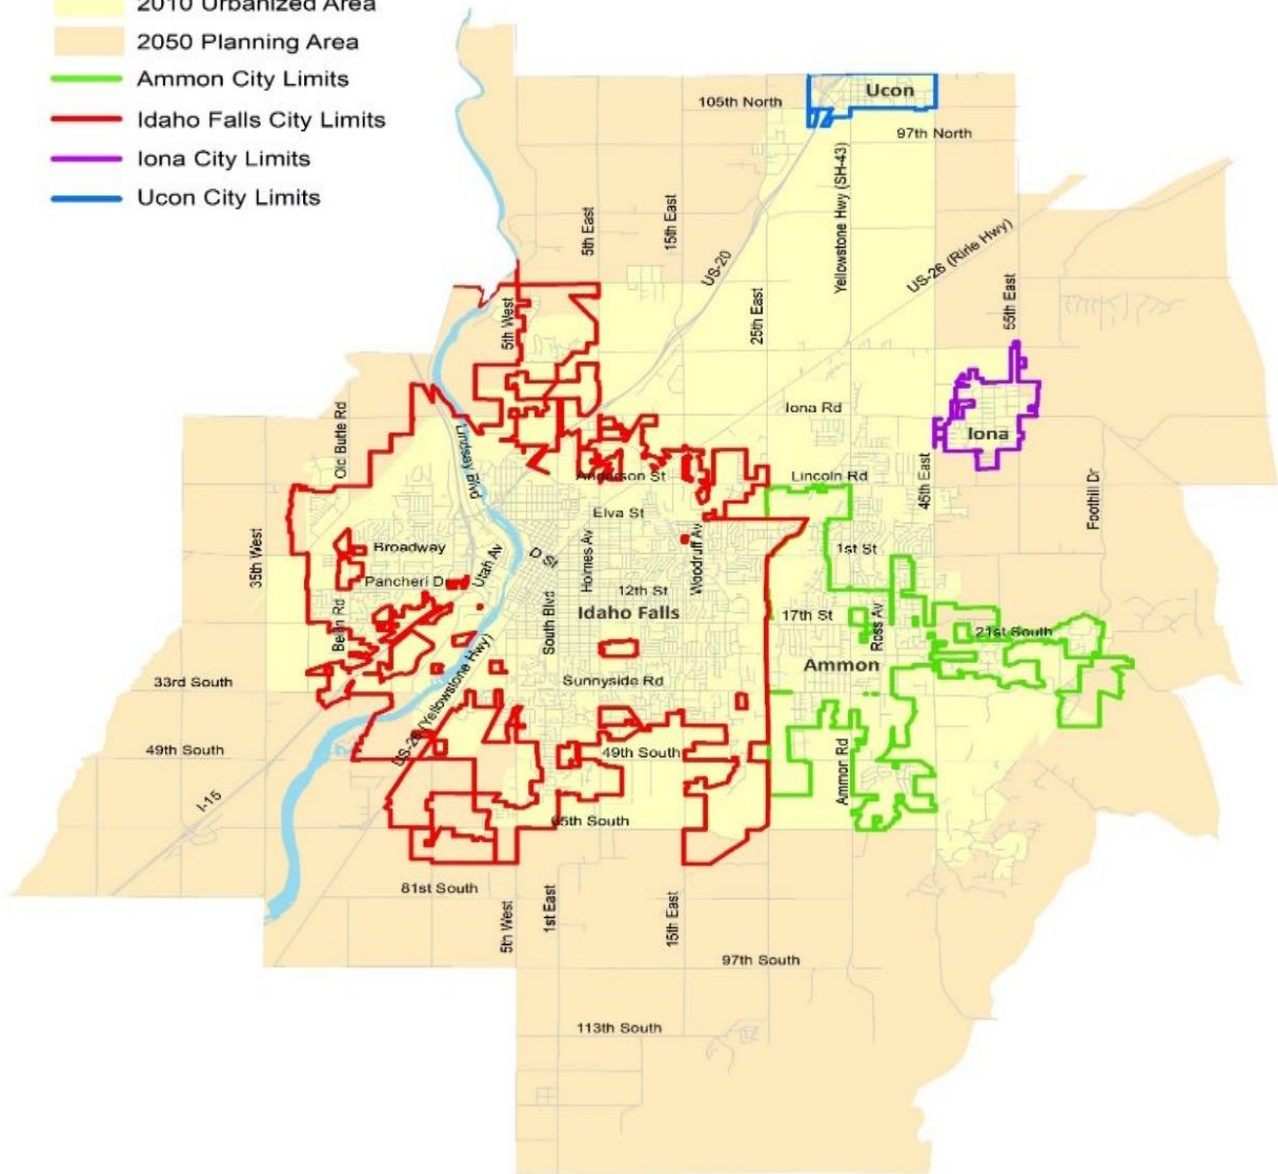 2010 Urbanized Area
2050 Planning Area
Ammon City Limits
Idaho Falls City Limits
Iona City Limits
Ucon City Limits
Ucon
105th North
97th North
Yellowstone Hwy (SH-43)
5th East
15th East
US-20
US-26 (Ririe Hwy)
25th East
55th East
5th West
Iona Rd
Iona
Old Butte Rd
Lindsay Blvd
Anderson St
Lincoln Rd
45th East
Foothill Dr
Elva St
35th West
Broadway
D St
Holmes Av
Woodruff Av
1st St
Pancheri D
Utah Av
12th St
Idaho Falls
17th St
Ross Av
21st South
Bellin Rd
South Blvd
Ammon
33rd South
Sunnyside Rd
US-26 (Yellowstone Hwy)
49th South
49th South
Ammon Rd
I-15
65th South
81st South
5th West
1st East
15th East
97th South
113th South